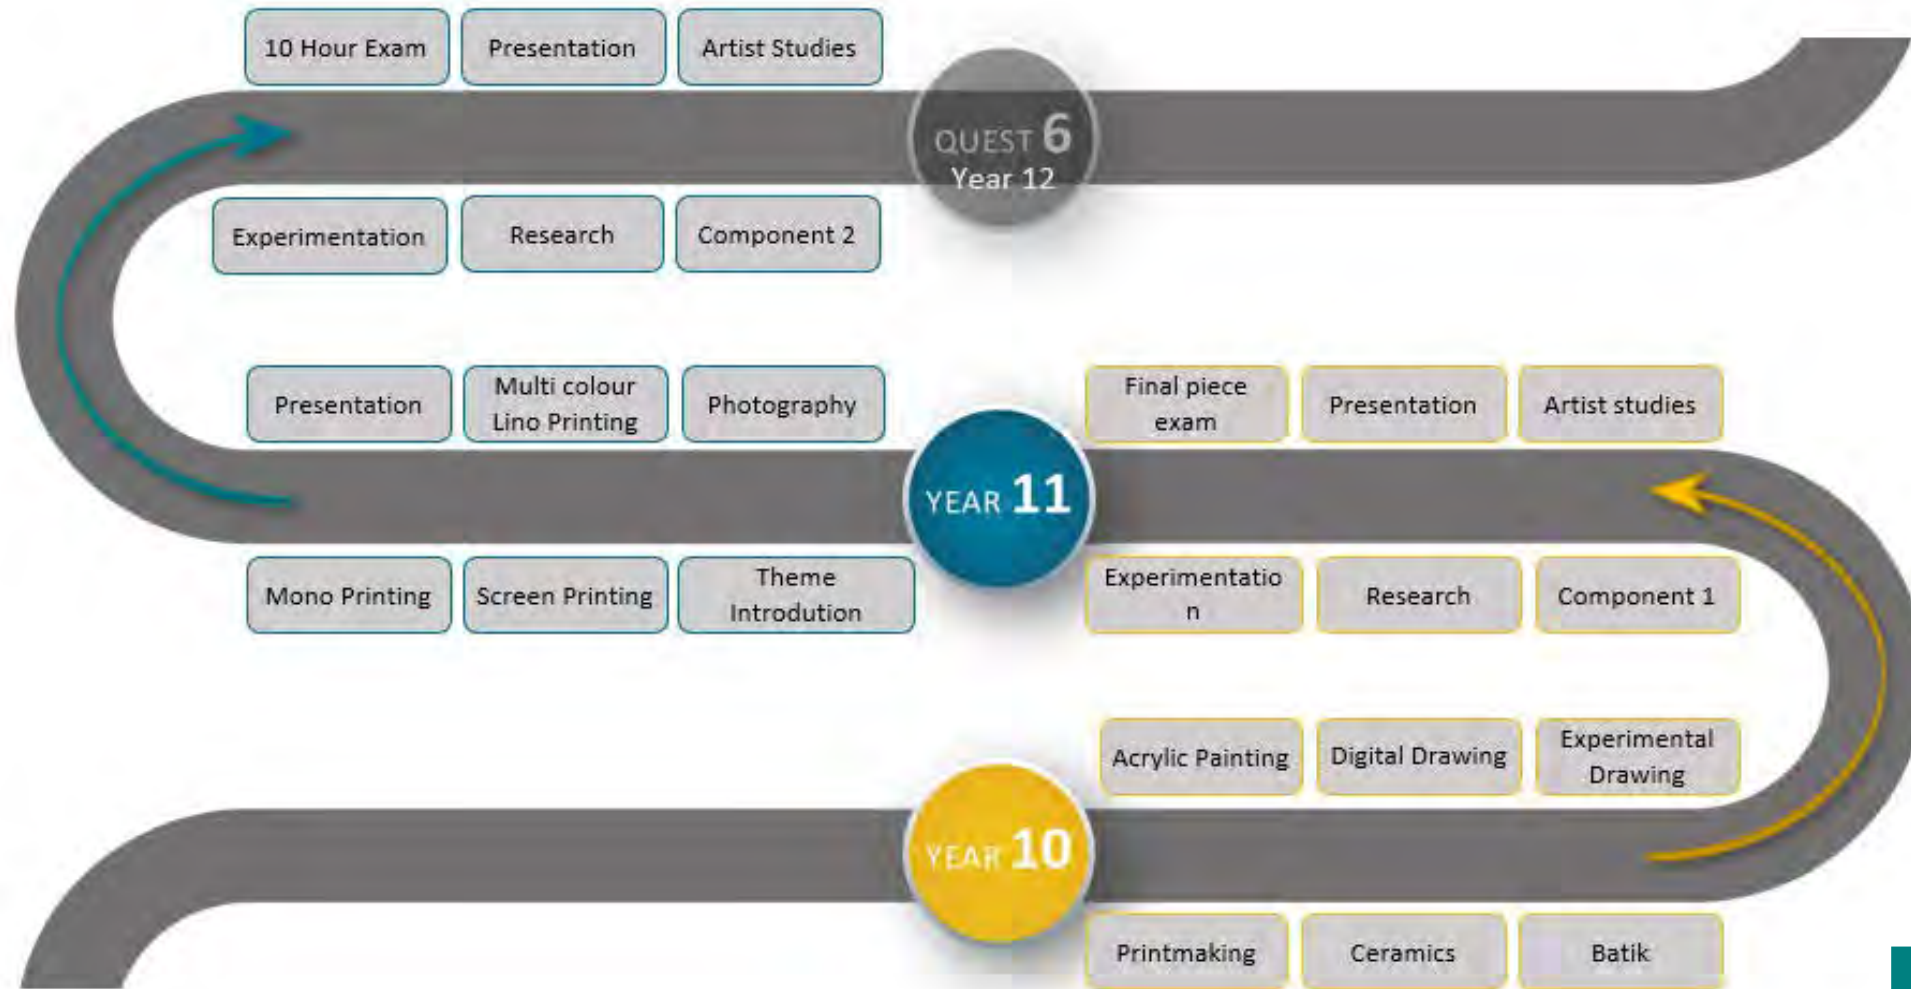 10 Hour Exam
Presentation
Artist Studies
QUEST 6
Year 12
Experimentation
Research
Component 2
Presentation
Multi colour
Lino Printing
Photography
Final piece
exam
Presentation
Artist studies
YEAR 11
Mono Printing
Screen Printing
Theme
Introdution
Experimentatio
n
Research
Component 1
Acrylic Painting
Digital Drawing
Experimental
Drawing
YEAR 10
Printmaking
Ceramics
Batik